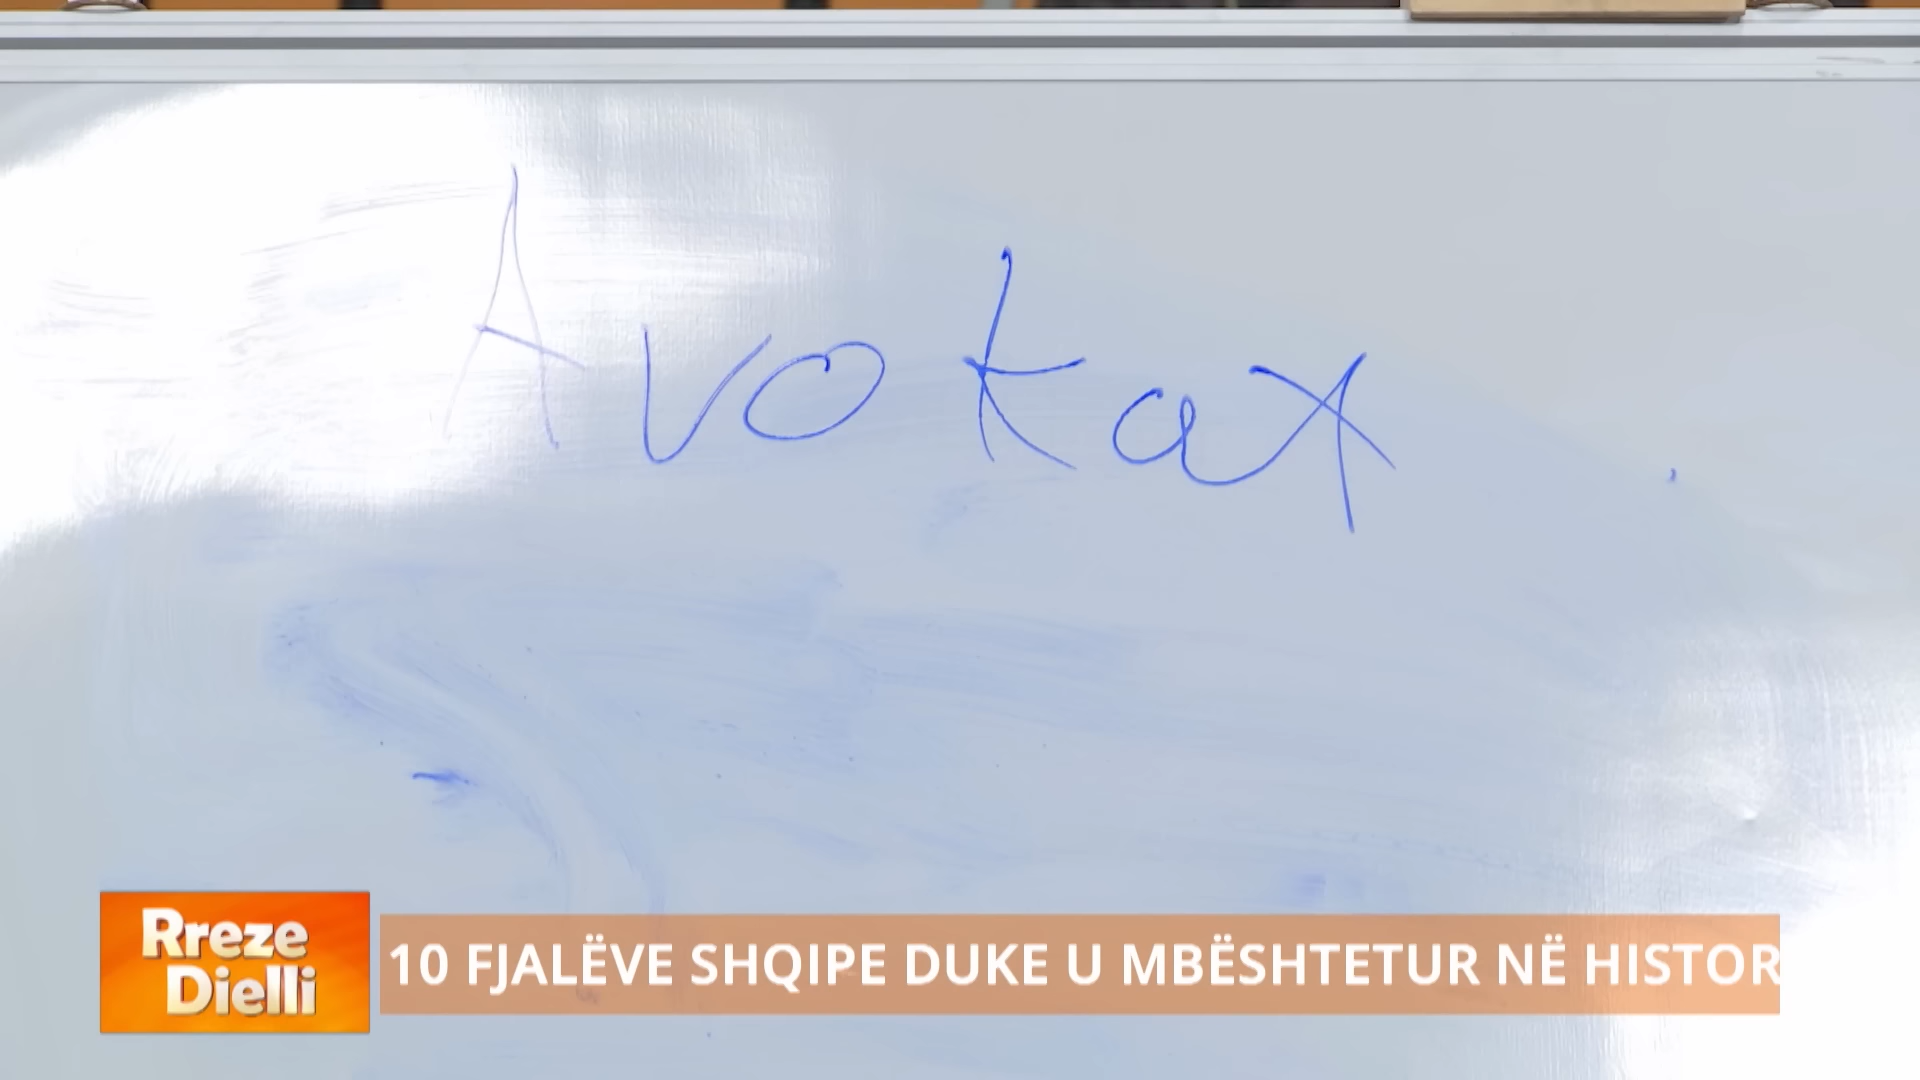 Avokat
Rreze
Dielli
10 FJALËVE SHQIPE DUKE U MBËSHTETUR NË HISTOR